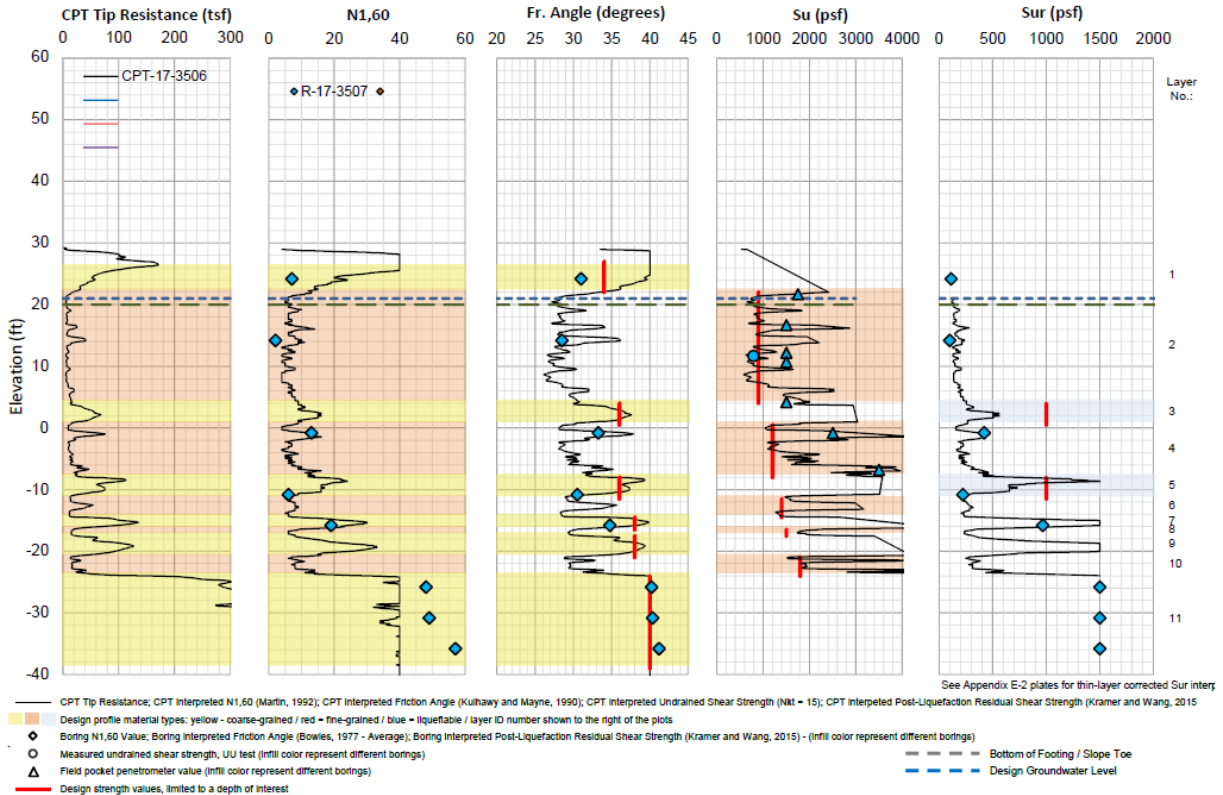 CPT Tip Resistance (tsf) N1,60 Fr. Angle (degrees) Su (psf) Sur (psf)
0 100 200 300 0 20 40 60 20 25 30 35 40 45 0 1000 2000 3000 4000 0 500 1000 1500 2000
60
50
40
30
20
10
0
-10
-20
-30
-40
Elevation (ft)
CPT-17-3506
R-17-3507
Layer
No.:
1
2
3
4
5
6
7
8
9
10
11
See Appendix E-2 plates for thin-layer corrected Sur interp
CPT Tip Resistance; CPT Interpreted N1,60 (Martin, 1992); CPT Interpreted Friction Angle (Kulhawy and Mayne, 1990); CPT Interpreted Undrained Shear Strength (Nkt = 15); CPT Interpeted Post-Liquefaction Residual Shear Strength (Kramer and Wang, 2015
Design profile material types: yellow - coarse-grained / red = fine-grained / blue = liquefiable / layer ID number shown to the right of the plots
Boring N1,60 Value; Boring Interpreted Friction Angle (Bowles, 1977 - Average); Boring Interpreted Post-Liquefaction Residual Shear Strength (Kramer and Wang, 2015) - (Infill color represent different borings)
Measured undrained shear strength, UU test (Infill color represent different borings)
Field pocket penetrometer value (Infill color represent different borings)
Design strength values, limited to a depth of interest
Bottom of Footing / Slope Toe
Design Groundwater Level